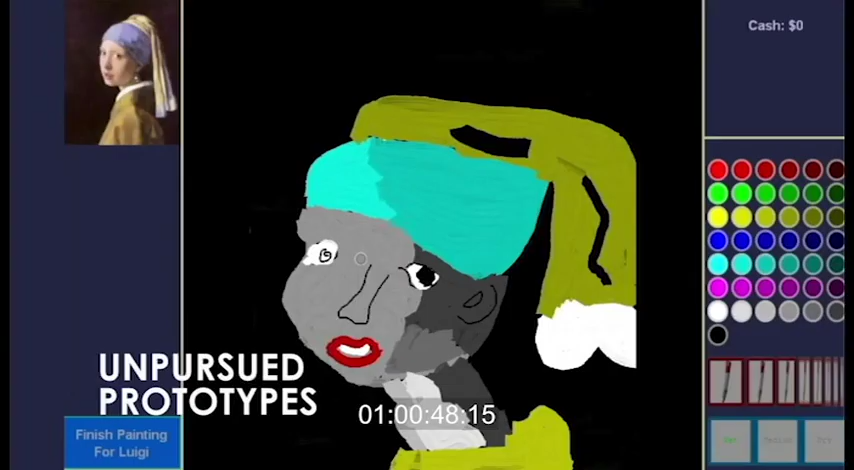 Cash: $0
UNPURSUED
PROTOTYPES
01:00:48:15
Finish Painting
For Luigi